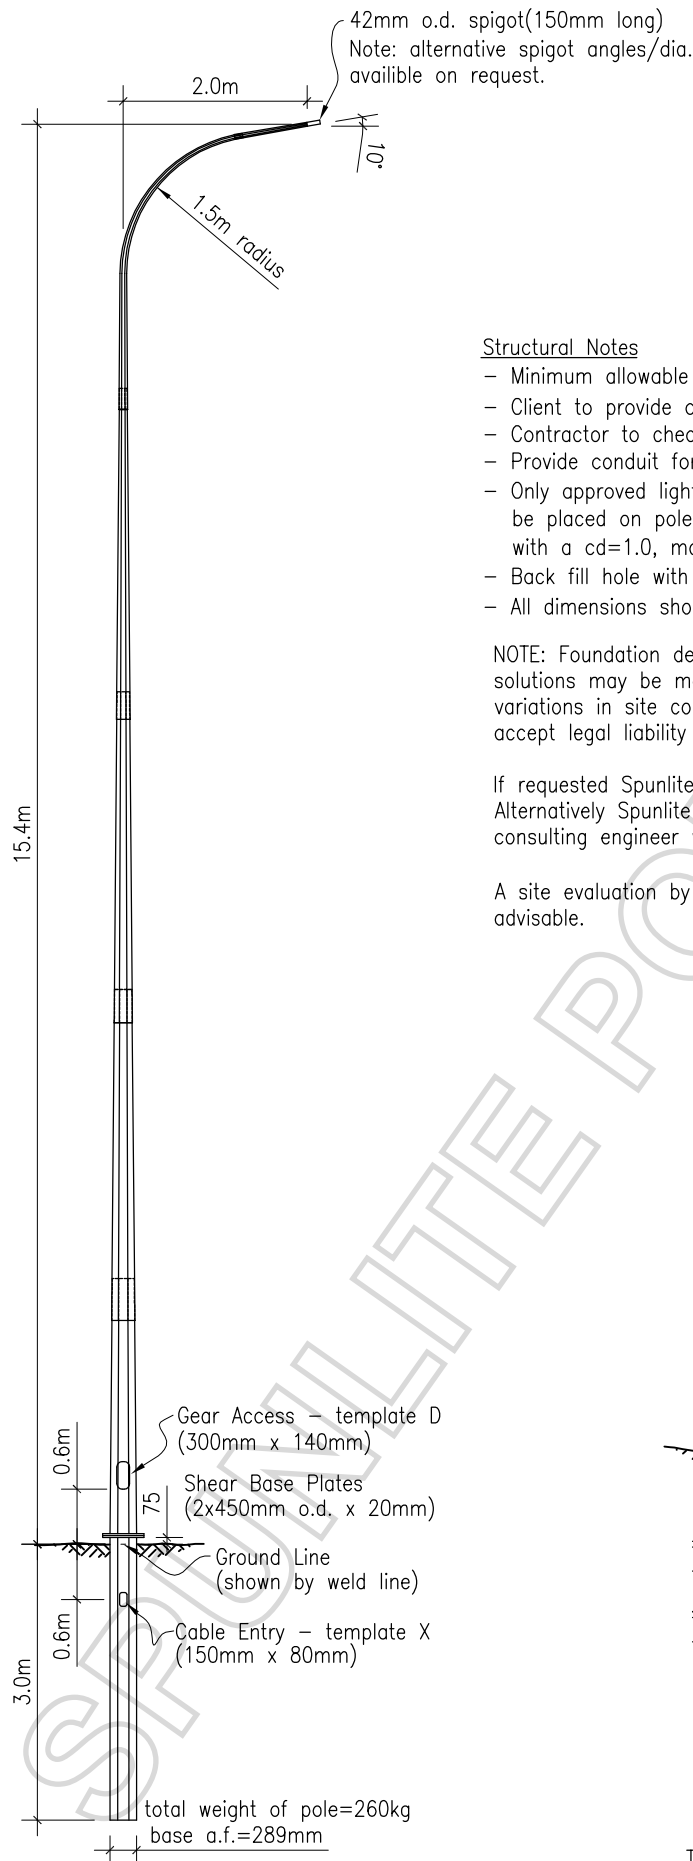 42mm o.d. spigot(150mm long)
Note: alternative spigot angles/dia.
availible on request.
2.0m
10°
1.5m radius
Structural Notes
– Minimum allowable
– Client to provide
– Contractor to chec
– Provide conduit for
– Only approved light
be placed on pole
with a cd=1.0,
– Back fill hole with
– All dimensions sho
NOTE: Foundation de
solutions may be m
variations in site co
accept legal liability
If requested Spunlite
Alternatively Spunlite
consulting engineer
A site evaluation by
advisable.
15.4m
Gear Access – template D
(300mm x 140mm)
0.6m
Shear Base Plates
(2x450mm o.d. x 20mm)
75
Ground Line
(shown by weld line)
Cable Entry – template X
(150mm x 80mm)
0.6m
3.0m
total weight of pole=260kg
base a.f.=289mm
SPUNLITE PO